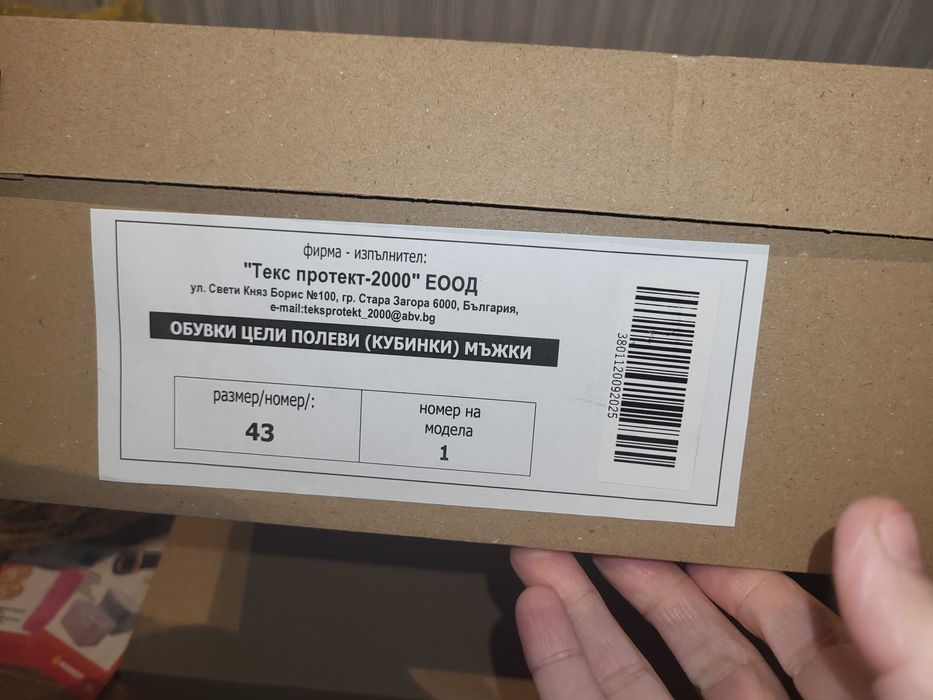 фирма - изпълнител:
"Текс протект-2000" ЕООД
ул. Свети Княз Борис №100, гр. Стара Загора 6000, България,
e-mail:teksprotekt_2000@abv.bg
ОБУВКИ ЦЕЛИ ПОЛЕВИ (КУБИНКИ) МЪЖКИ
размер/номер/:
43
номер на
модела
1
3801120092025